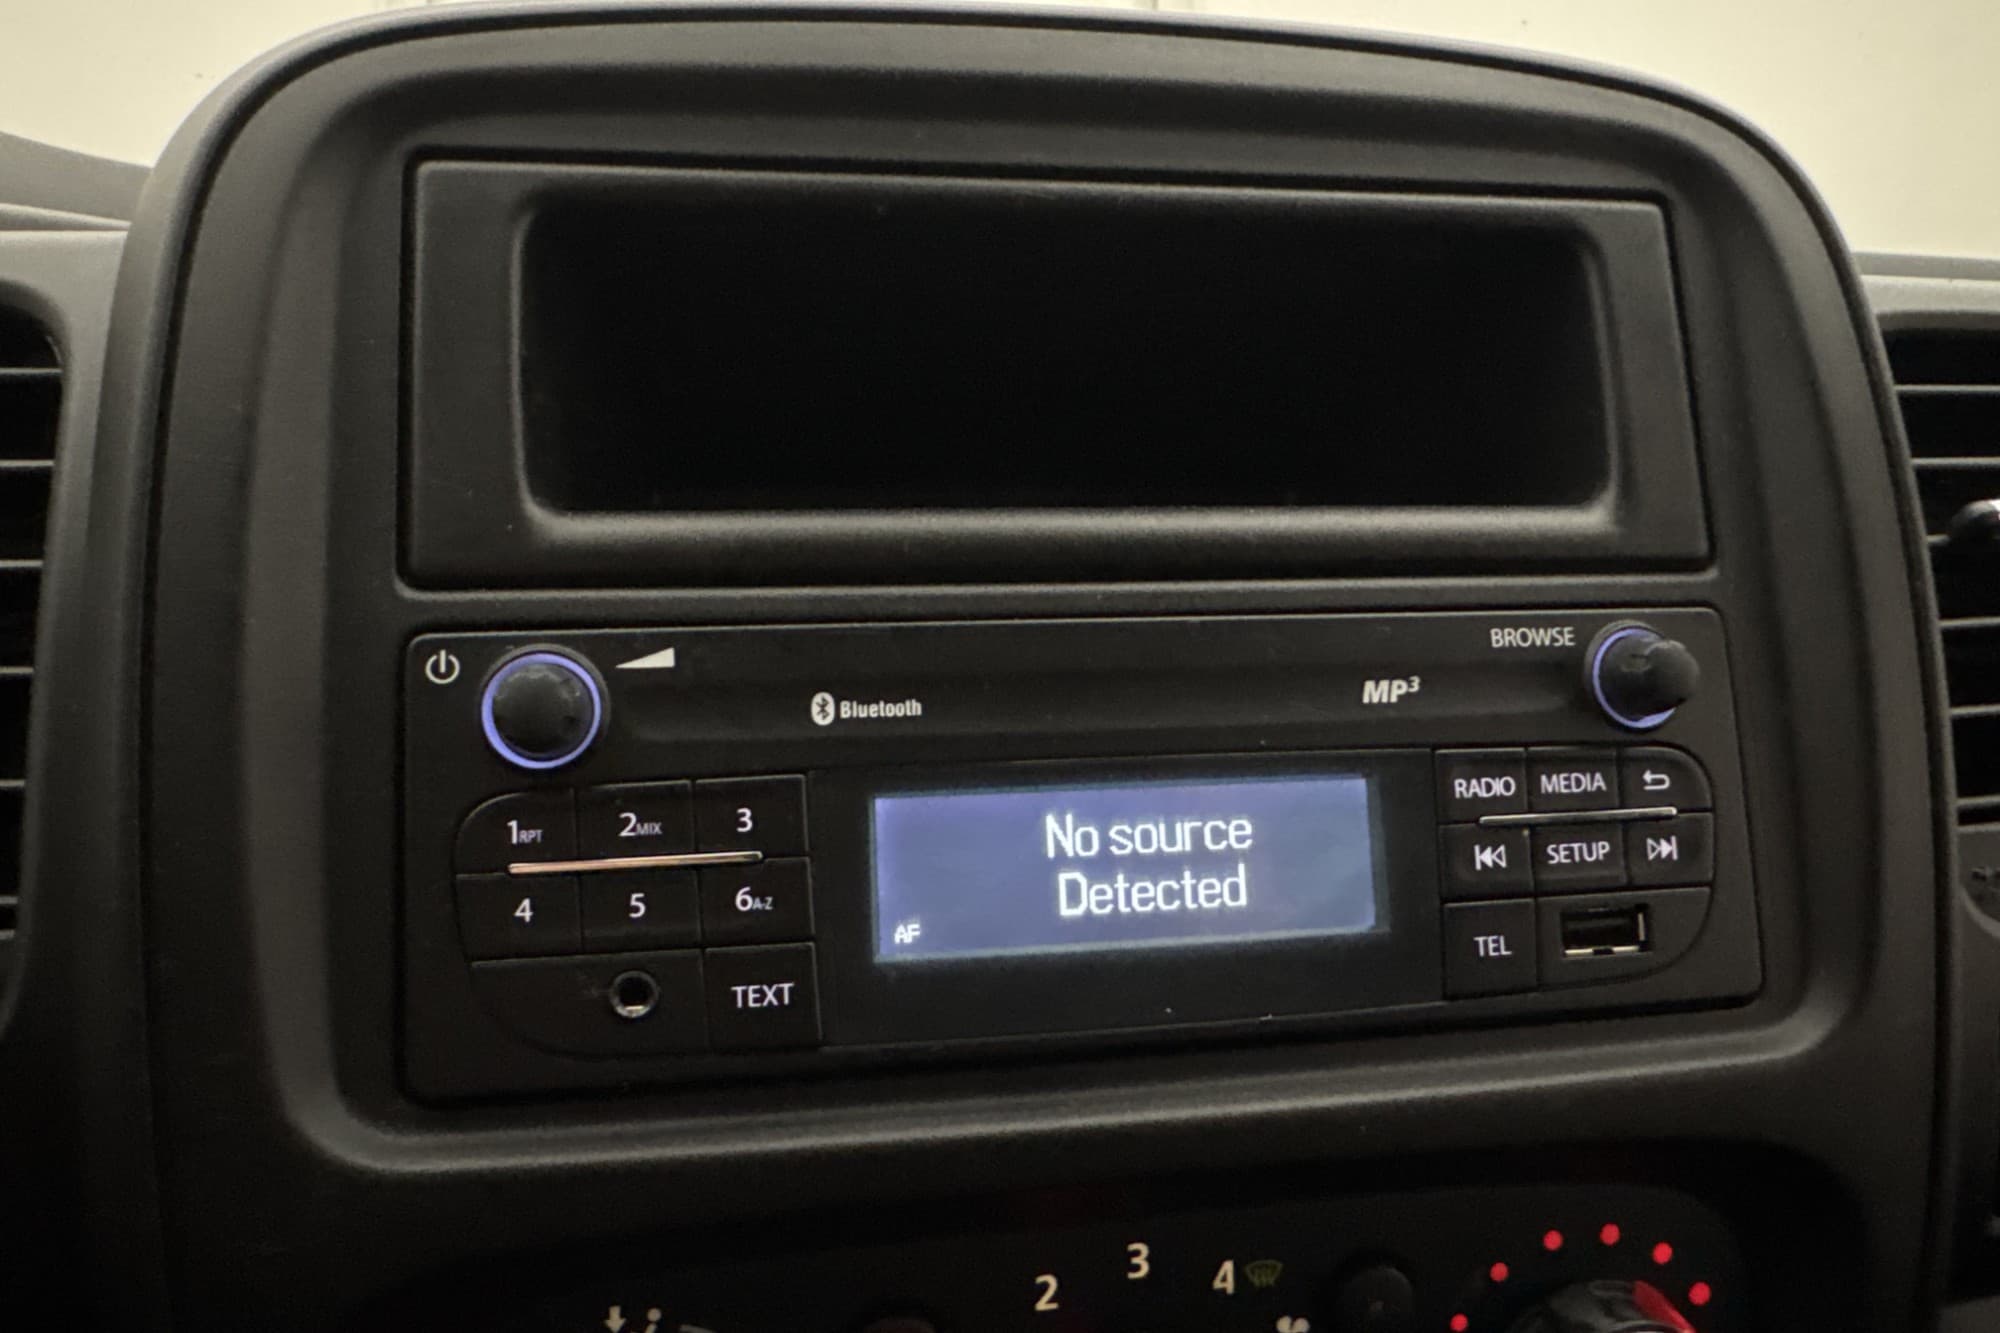 BROWSE
Bluetooth
MP3
RADIO MEDIA
1RPT 2MIX 3
No source
Detected
SETUP
4 5 6A-Z
AF
TEL
TEXT
2 3 4